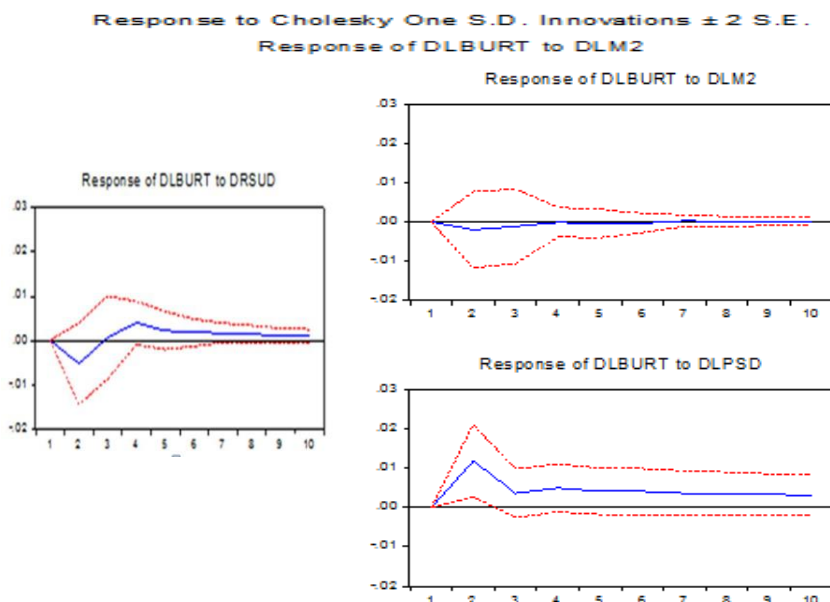 Response to Cholesky One S.D. Innovations ± 2 S.E.
Response of DLBURT to DLM2
Response of DLBURT to DRSUD
.03
.02
.01
.00
-.01
-.02
1 2 3 4 5 6 7 8 9 10
Response of DLBURT to DLM2
.03
.02
.01
.00
-.01
-.02
1 2 3 4 5 6 7 8 9 10
Response of DLBURT to DLPSD
.03
.02
.01
.00
-.01
-.02
1 2 3 4 5 6 7 8 9 10